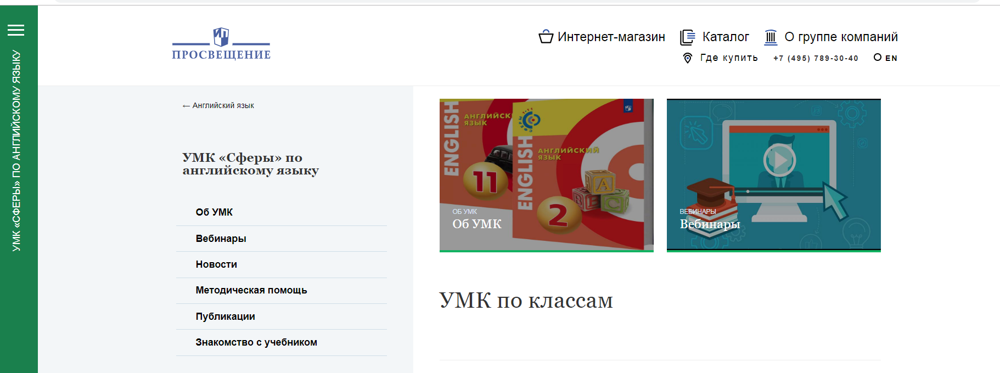 УМК «СФЕРЫ» ПО АНГЛИЙСКОМУ ЯЗЫКУ
ИП
ПРОСВЕЩЕНИЕ
Интернет-магазин Каталог О группе компаний
Где купить +7 (495) 789-30-40 EN
← Английский язык
УМК «Сферы» по
английскому языку
Об УМК
Вебинары
Новости
Методическая помощь
Публикации
Знакомство с учебником
ENGLISH
АНГЛИЙСКИ
ЯЗЫК
11
ENGLISH
АНГЛИЙСКИЙ
ЯЗЫК
A
B E C
2
ОБ УМК
Об УМК
ВЕБИНАРЫ
Вебинары
УМК по классам